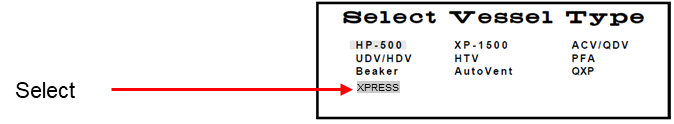 Select Vessel Type
HP-500 XP-1500 ACV/QDV
UDV/HDV HTV PFA
Beaker AutoVent QXP
Select XPRESS